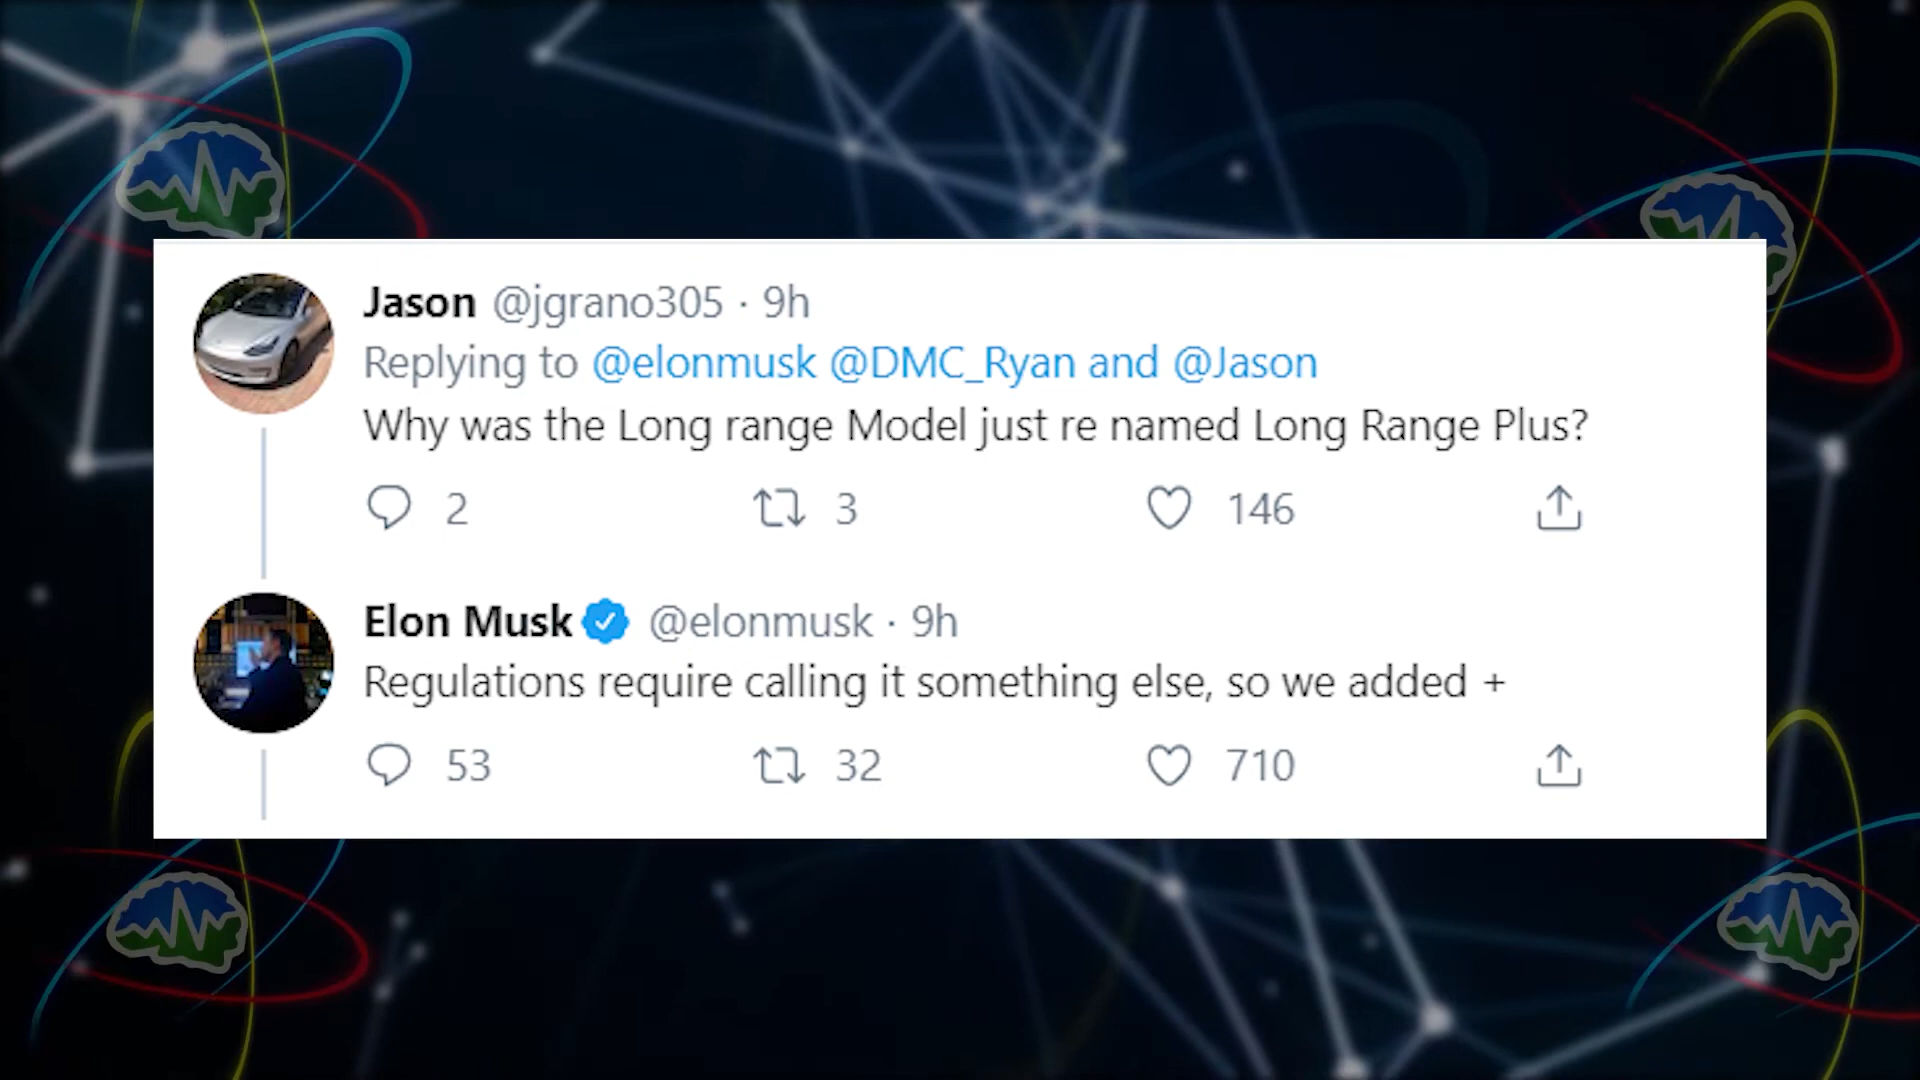 Jason @jgrano305 · 9h
Replying to @elonmusk @DMC_Ryan and @Jason
Why was the Long range Model just re named Long Range Plus?
2 3 146
Elon Musk @elonmusk · 9h
Regulations require calling it something else, so we added +
53 32 710